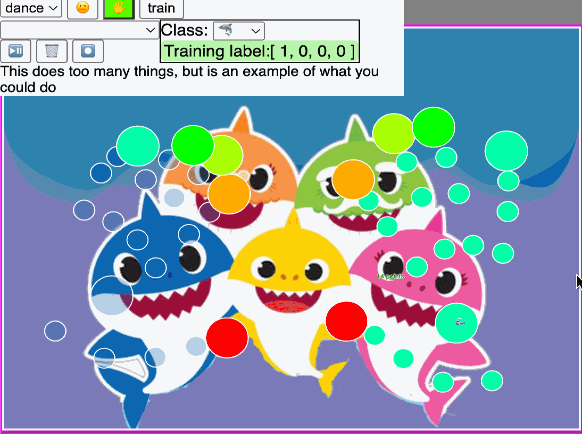 dance train
Class:
Training label:[ 1, 0, 0, 0 ]
This does too many things, but is an example of what you
could do